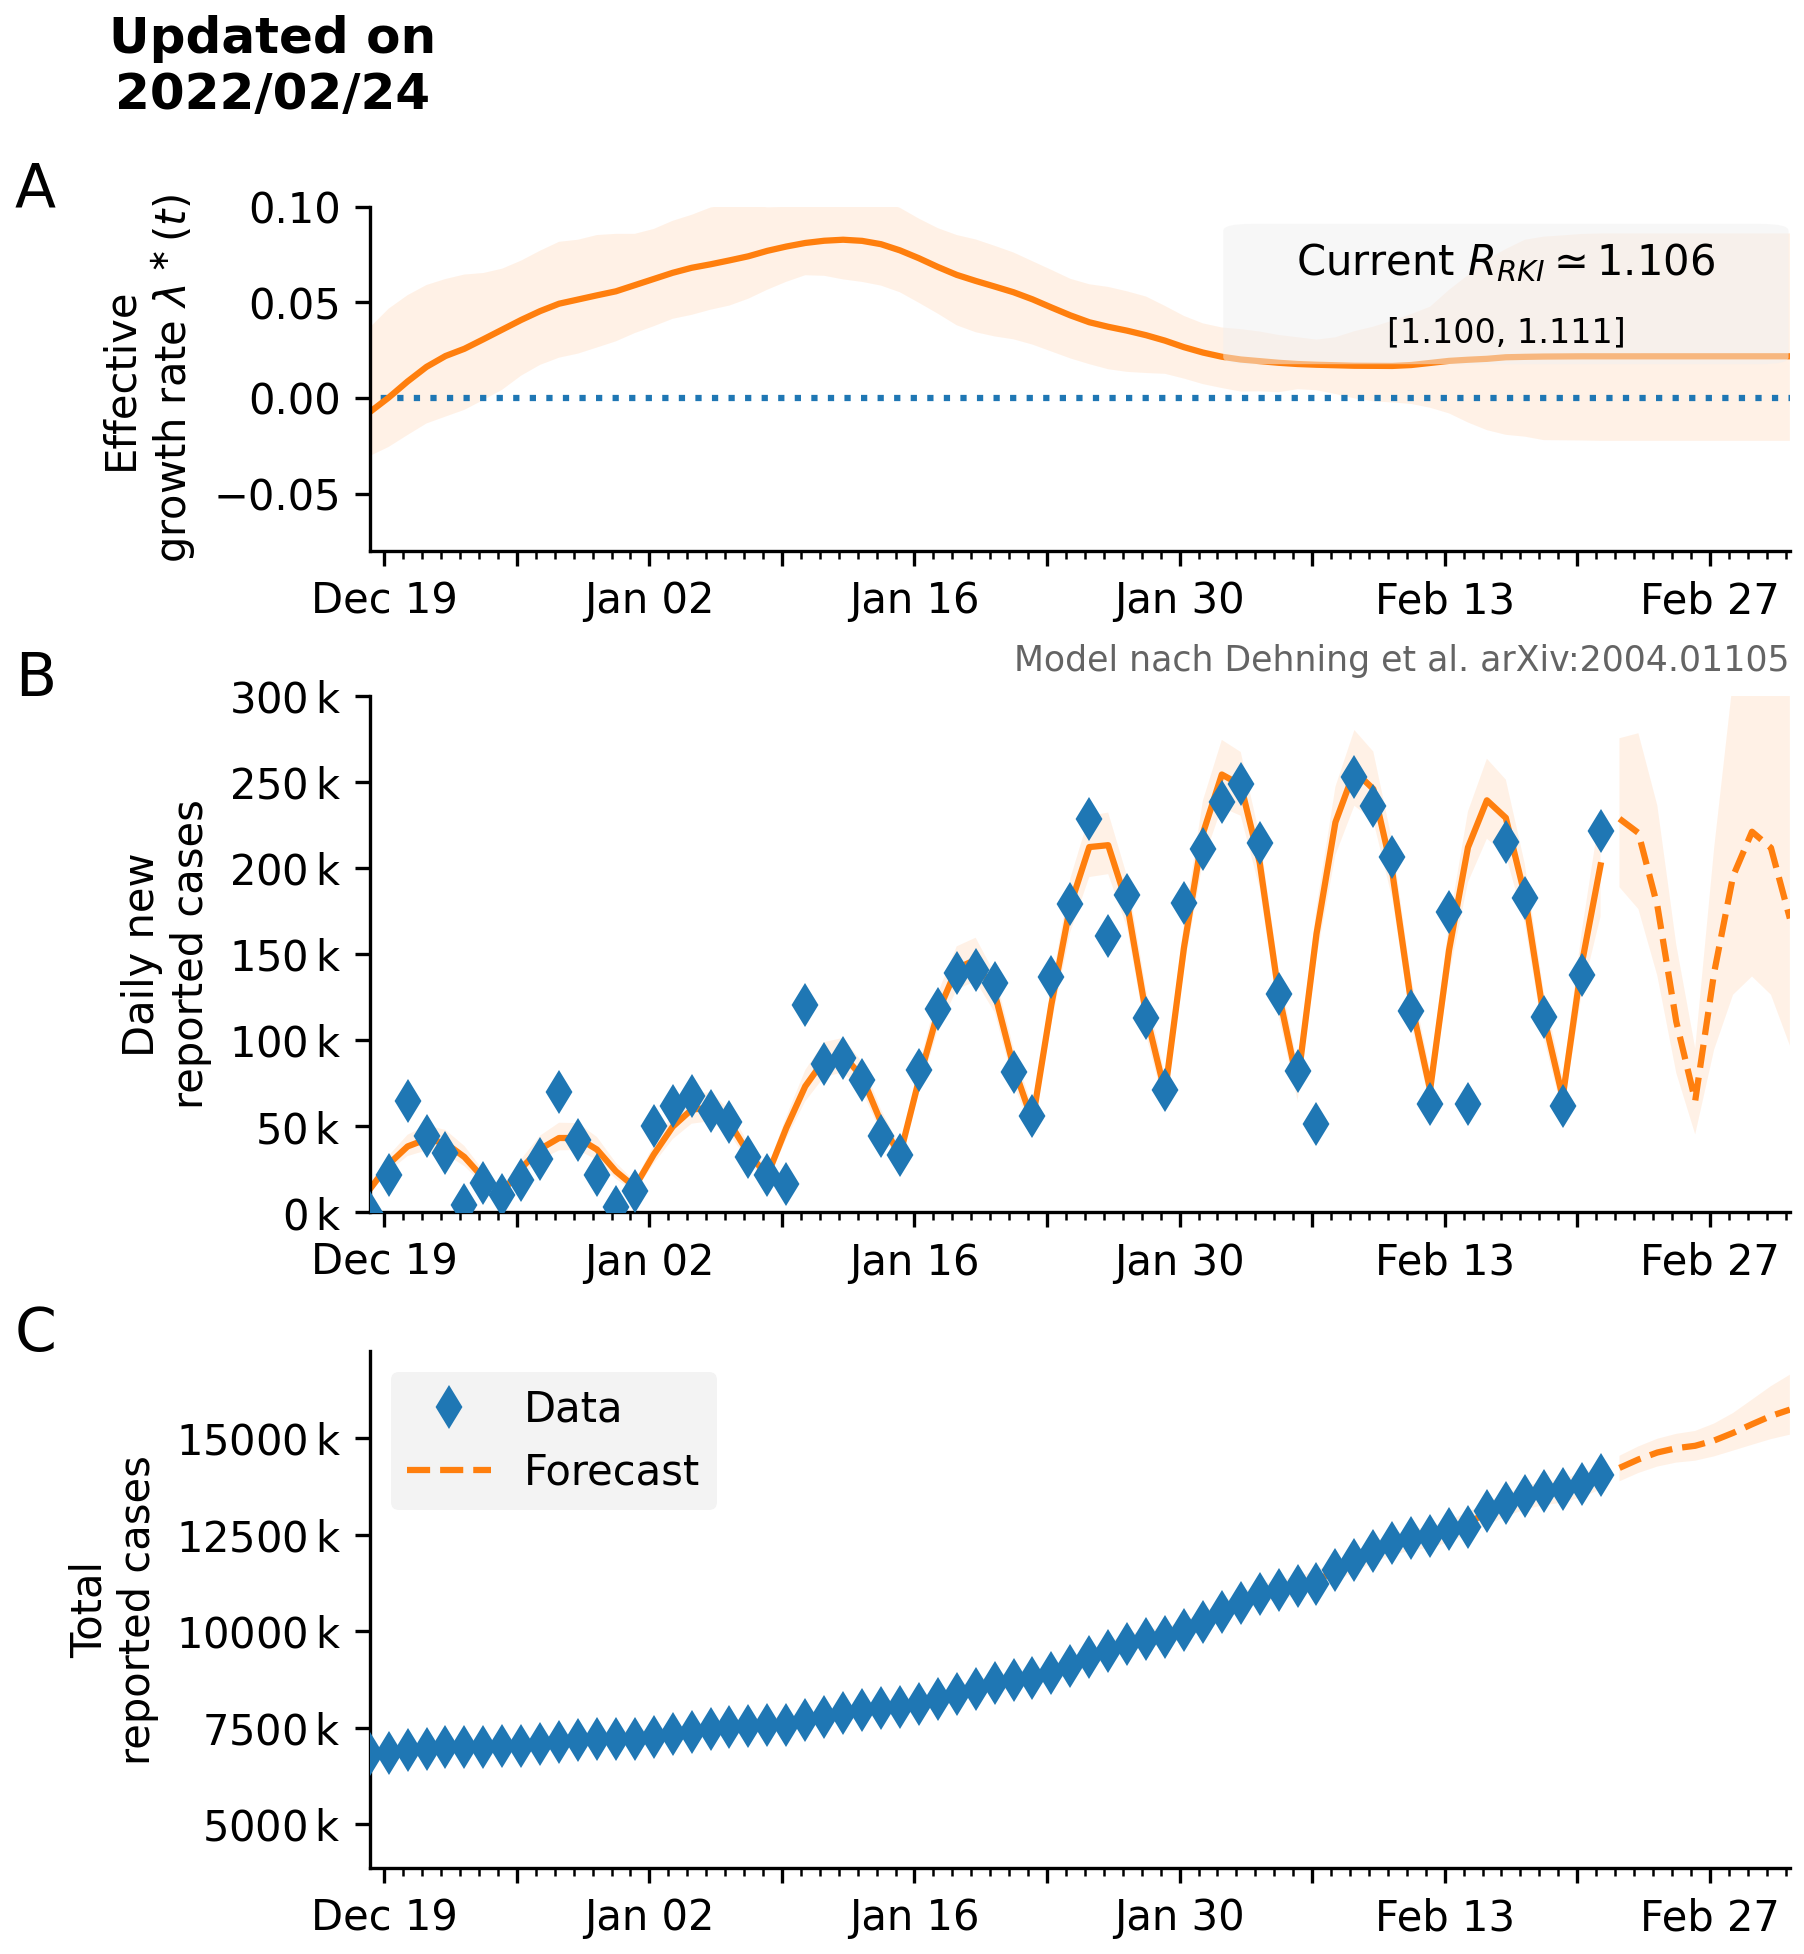 Updated on
2022/02/24
A
Effective
growth rate λ * (t)
0.10
0.05
0.00
−0.05
Current R_RKI ≃ 1.106
[1.100, 1.111]
Dec 19 Jan 02 Jan 16 Jan 30 Feb 13 Feb 27
Model nach Dehning et al. arXiv:2004.01105
B
Daily new
reported cases
300 k
250 k
200 k
150 k
100 k
50 k
0 k
Dec 19 Jan 02 Jan 16 Jan 30 Feb 13 Feb 27
C
Total
reported cases
15000 k
12500 k
10000 k
7500 k
5000 k
Data
Forecast
Dec 19 Jan 02 Jan 16 Jan 30 Feb 13 Feb 27